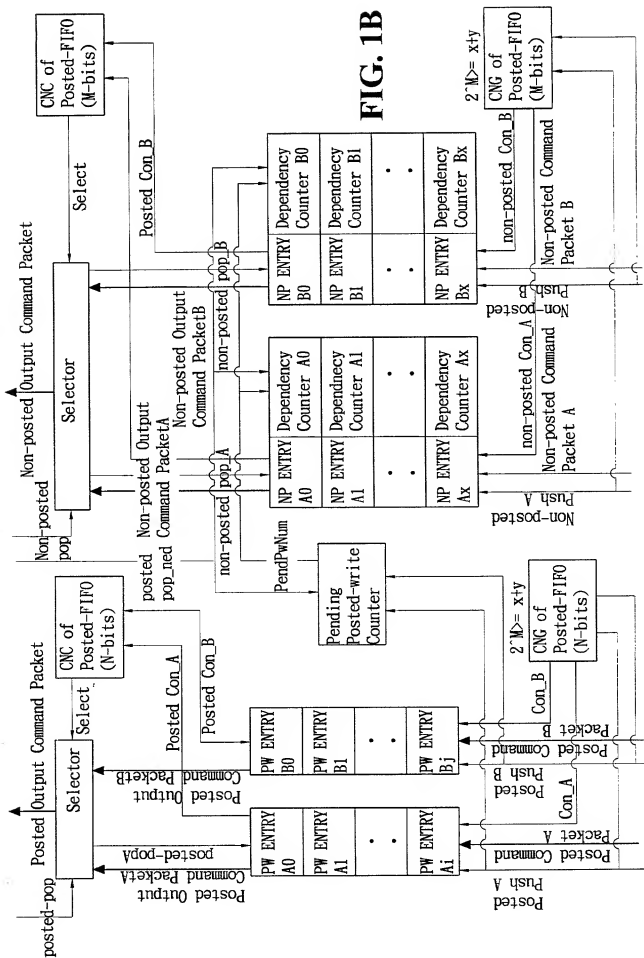 posted-pop
Posted Output Command Packet
Selector
Select
CNC of
Posted-FIFO
(N-bits)
Posted Output
Command PacketA
posted-popA
Posted Output
Command PacketB
Posted Con_A
Posted Con_B
PW ENTRY
A0
PW ENTRY
A1
PW ENTRY
Ai
PW ENTRY
B0
PW ENTRY
B1
PW ENTRY
Bj
Posted
Push A
Posted Command
Packet A
Posted
Push B
Posted Command
Packet B
Con_A
Con_B
2^M>= x+y
CNG of
Posted-FIFO
(N-bits)
Pending
Posted-write
Counter
PendPwNum
posted
pop_ned
Non-posted
pop
Non-posted Output Command Packet
Selector
Select
CNC of
Posted-FIFO
(M-bits)
Non-posted Output
Command PacketA
non-posted pop_A
Non-posted Output
Command PacketB
non-posted pop_B
Posted Con_B
NP ENTRY
A0
Dependency
Counter A0
NP ENTRY
A1
Dependnecy
Counter A1
NP ENTRY
Ax
Dependency
Counter Ax
NP ENTRY
B0
Dependency
Counter B0
NP ENTRY
B1
Dependnecy
Counter B1
NP ENTRY
Bx
Dependency
Counter Bx
Non-posted
Push A
Non-posted Command
Packet A
non-posted Con_A
Non-posted
Push B
Non-posted Command
Packet B
non-posted Con_B
2^M>= x+y
CNG of
Posted-FIFO
(M-bits)
FIG. 1B